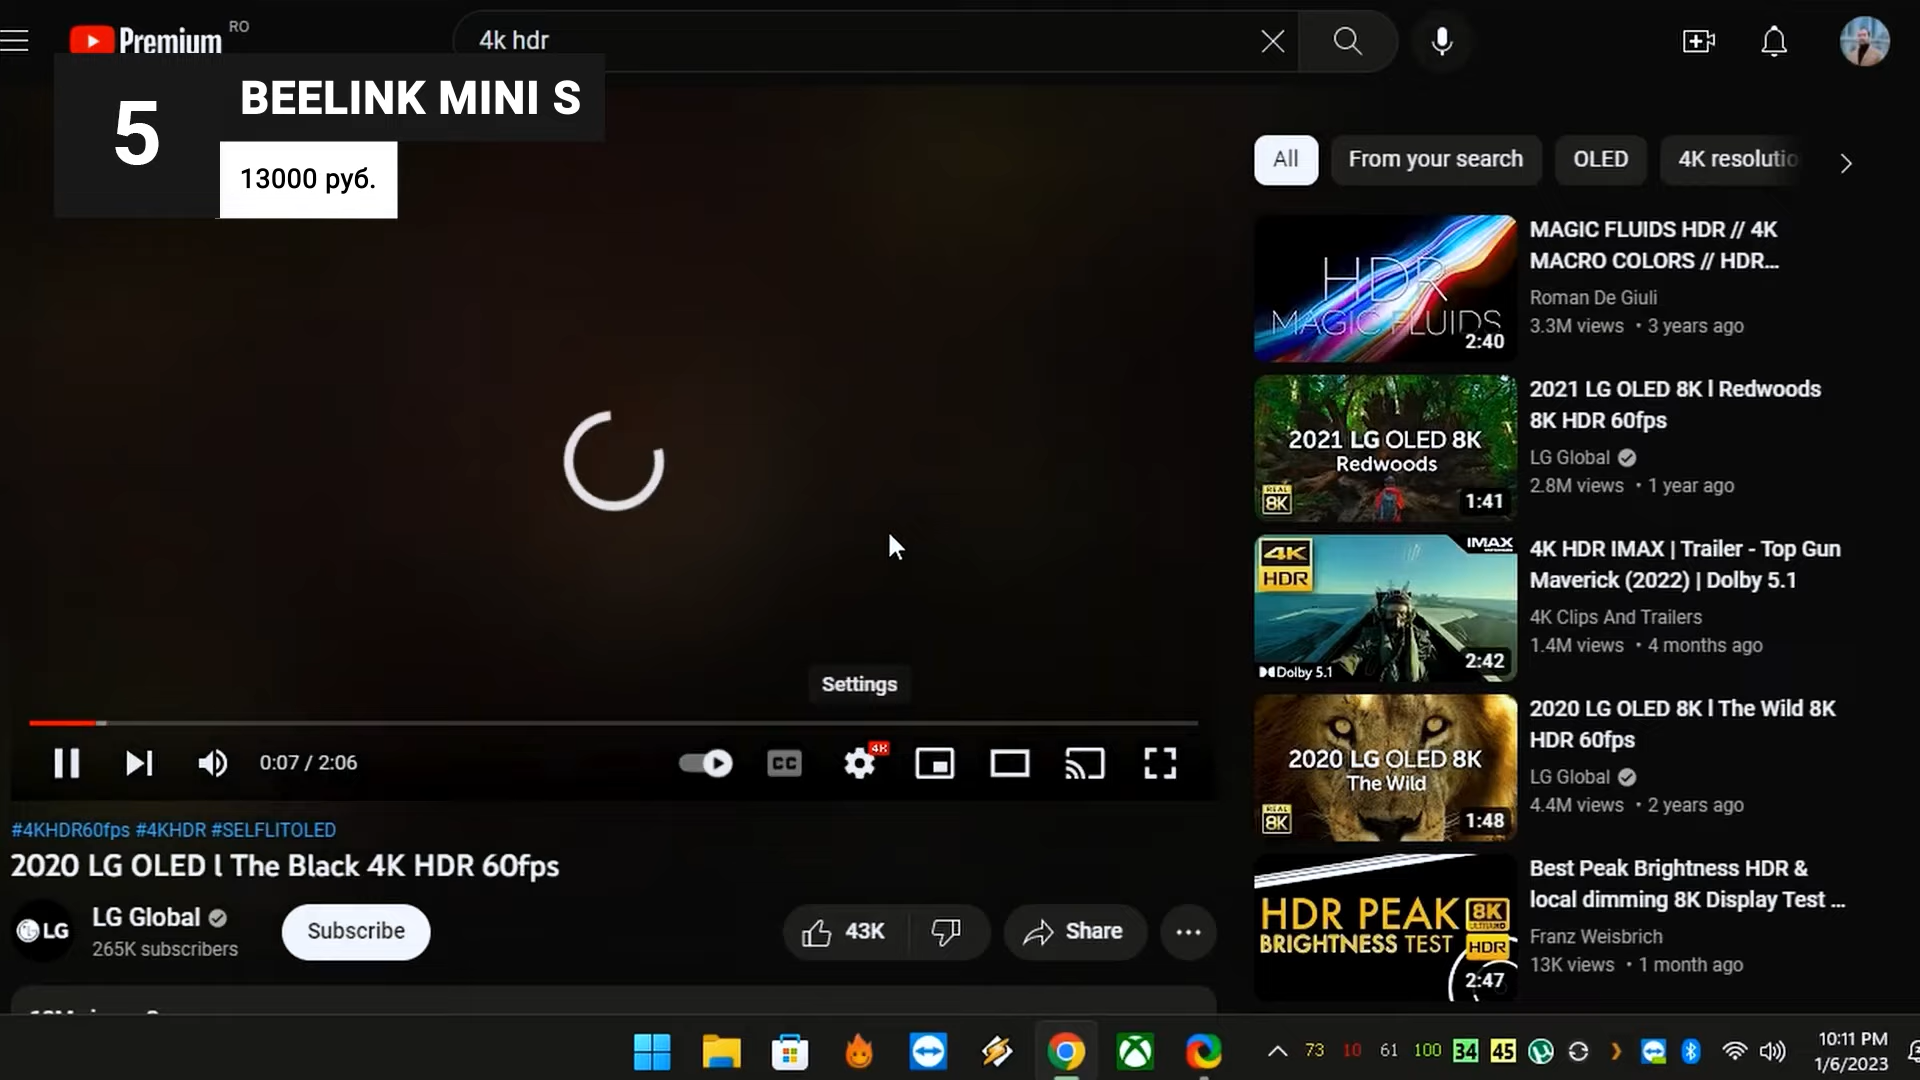 Premium RO
4k hdr
5
BEELINK MINI S
13000 руб.
All
From your search
OLED
4K resolutio
HDR
MAGIC FLUIDS
2:40
MAGIC FLUIDS HDR // 4K
MACRO COLORS // HDR...
Roman De Giuli
3.3M views • 3 years ago
2021 LG OLED 8K
Redwoods
REAL
8K
1:41
2021 LG OLED 8K l Redwoods
8K HDR 60fps
LG Global
2.8M views • 1 year ago
4K
HDR
IMAX
Dolby 5.1
2:42
4K HDR IMAX | Trailer - Top Gun
Maverick (2022) | Dolby 5.1
4K Clips And Trailers
1.4M views • 4 months ago
2020 LG OLED 8K
The Wild
REAL
8K
1:48
2020 LG OLED 8K l The Wild 8K
HDR 60fps
LG Global
4.4M views • 2 years ago
HDR PEAK
BRIGHTNESS TEST
8K
HDR
2:47
Best Peak Brightness HDR &
local dimming 8K Display Test ...
Franz Weisbrich
13K views • 1 month ago
Settings
0:07 / 2:06
CC
4K
#4KHDR60fps #4KHDR #SELFLITOLED
2020 LG OLED l The Black 4K HDR 60fps
LG
LG Global
265K subscribers
Subscribe
43K
Share
73 10 61 100 34 45
10:11 PM
1/6/2023